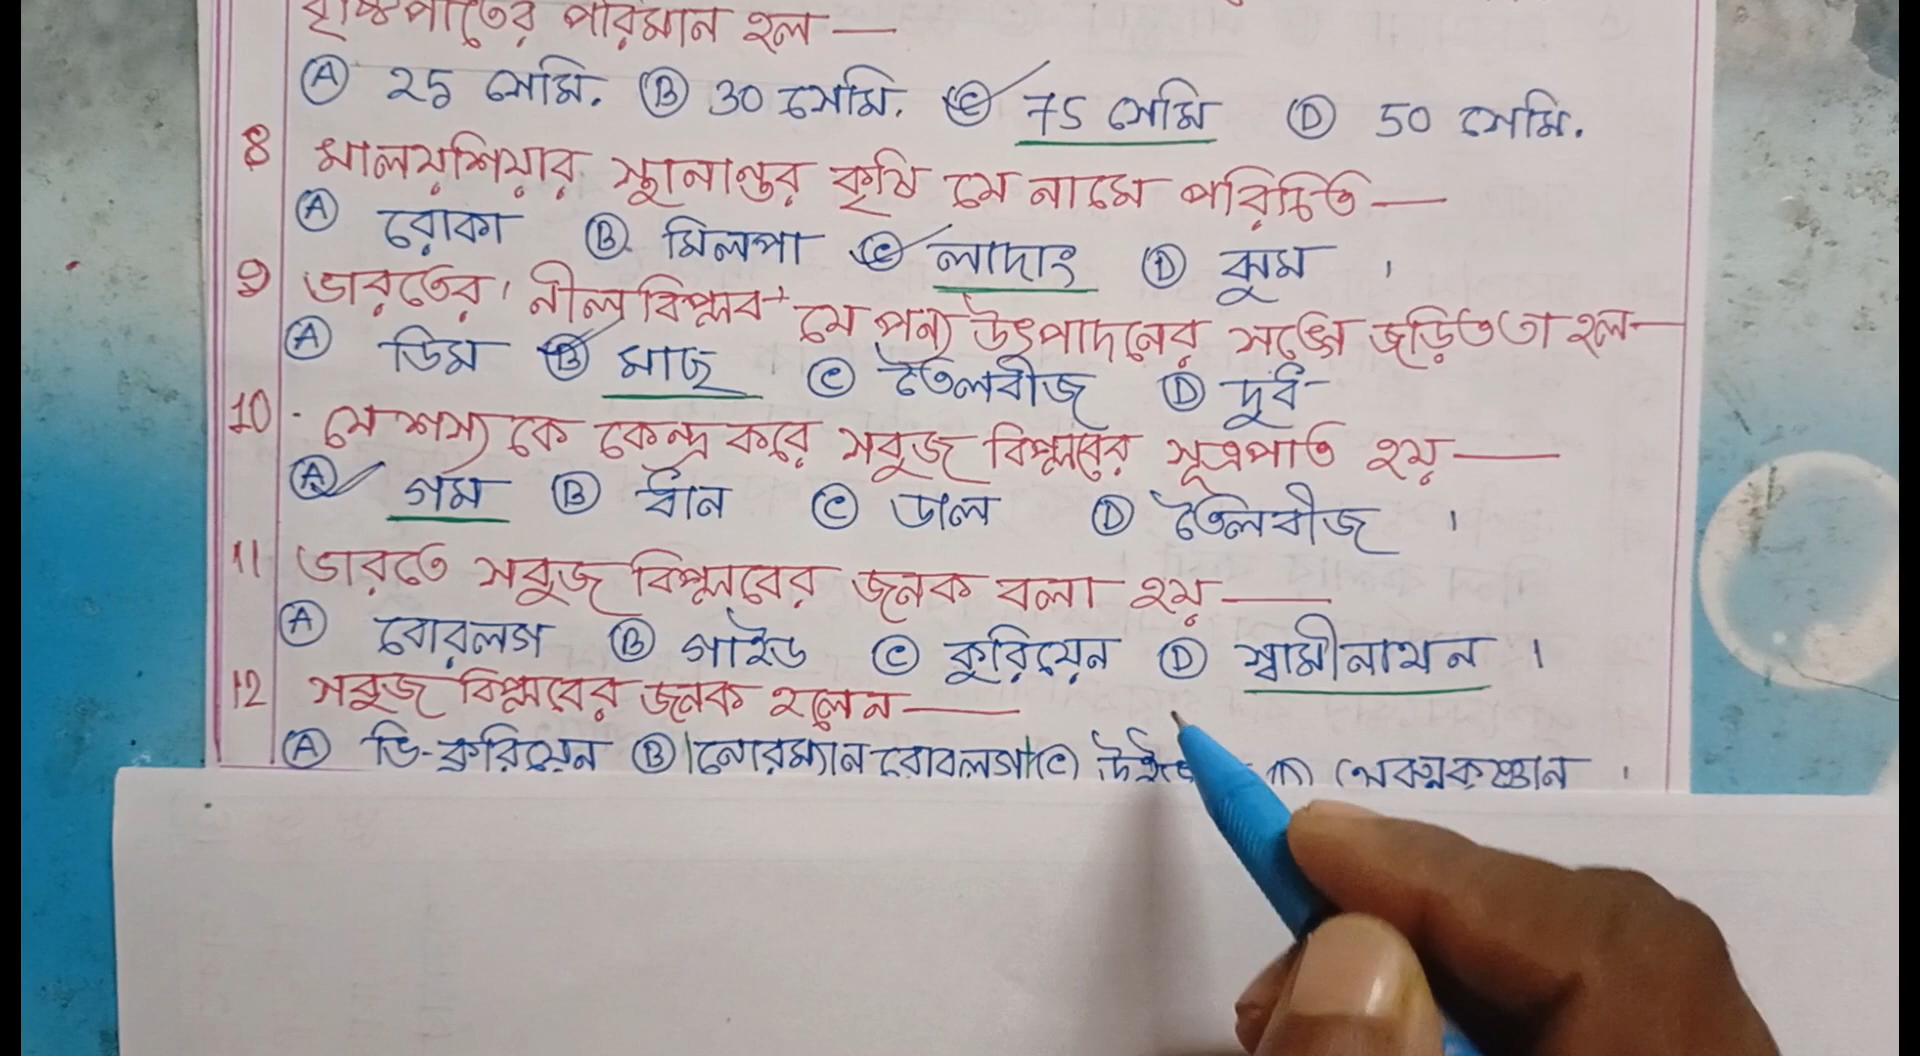 বৃষ্টিপাতের পরিমান হল —
Ⓐ 25 সেমি. Ⓑ 30 সেমি. Ⓒ 75 সেমি Ⓓ 50 সেমি.
8 মালয়শিয়ার স্থানান্তর কৃষি যে নামে পরিচিত —
Ⓐ রোকা Ⓑ মিলপা Ⓒ লাদাং Ⓓ ঝুম ।
9 ভারতের 'নীল বিপ্লব' যে পন্য উৎপাদনের সঙ্গে জড়িত তা হল —
Ⓐ ডিম Ⓑ মাছ Ⓒ তৈলবীজ Ⓓ দুধ
10 যে শস্য কে কেন্দ্র করে সবুজ বিপ্লবের সূত্রপাত হয় —
Ⓐ গম Ⓑ ধান Ⓒ ডাল Ⓓ তৈলবীজ ।
11 ভারতে সবুজ বিপ্লবের জনক বলা হয় —
Ⓐ বোরলগ Ⓑ গাইড Ⓒ কুরিয়েন Ⓓ স্বামীনাথন ।
12 সবুজ বিপ্লবের জনক হলেন —
Ⓐ ভি-কুরিয়েন Ⓑ নোরম্যান বোরলগ Ⓒ